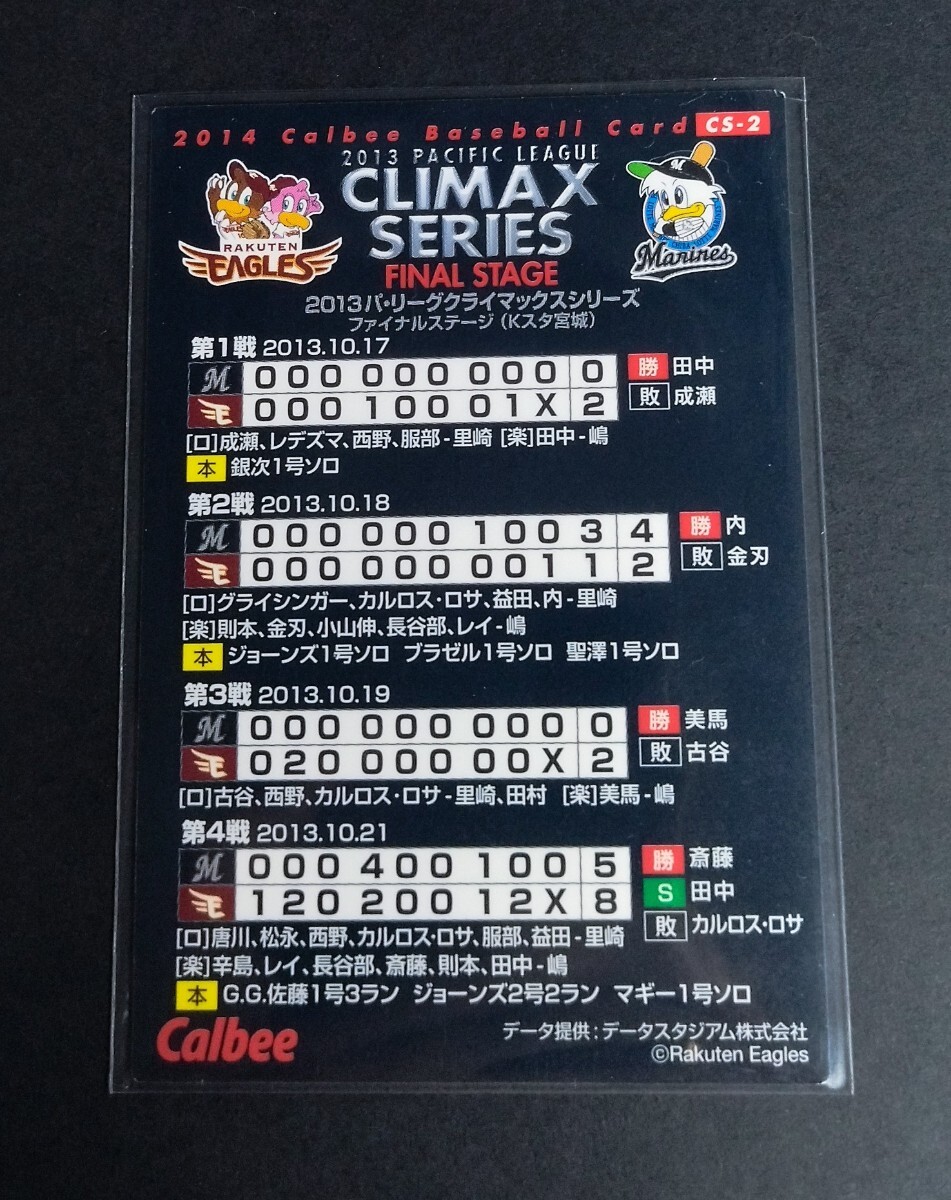 2014 Calbee Baseball Card CS-2
2013 PACIFIC LEAGUE
CLIMAX
SERIES
FINAL STAGE
RAKUTEN
EAGLES
Marines
2013パ・リーグクライマックスシリーズ
ファイナルステージ（Kスタ宮城）
第1戦 2013.10.17
M 000 000 000 0 勝 田中
E 000 100 01X 2 敗 成瀬
[ロ]成瀬、レデズマ、西野、服部-里崎 [楽]田中-嶋
本 銀次1号ソロ
第2戦 2013.10.18
M 000 000 100 3 4 勝 内
E 000 000 001 1 2 敗 金刃
[ロ]グライシンガー、カルロス・ロサ、益田、内-里崎
[楽]則本、金刃、小山伸、長谷部、レイ-嶋
本 ジョーンズ1号ソロ ブラゼル1号ソロ 聖澤1号ソロ
第3戦 2013.10.19
M 000 000 000 0 勝 美馬
E 020 000 00X 2 敗 古谷
[ロ]古谷、西野、カルロス・ロサ-里崎、田村 [楽]美馬-嶋
第4戦 2013.10.21
M 000 400 100 5 勝 斎藤
E 120 200 12X 8 S 田中
敗 カルロス・ロサ
[ロ]唐川、松永、西野、カルロス・ロサ、服部、益田-里崎
[楽]辛島、レイ、長谷部、斎藤、則本、田中-嶋
本 G.G.佐藤1号3ラン ジョーンズ2号2ラン マギー1号ソロ
Calbee
データ提供：データスタジアム株式会社
©Rakuten Eagles